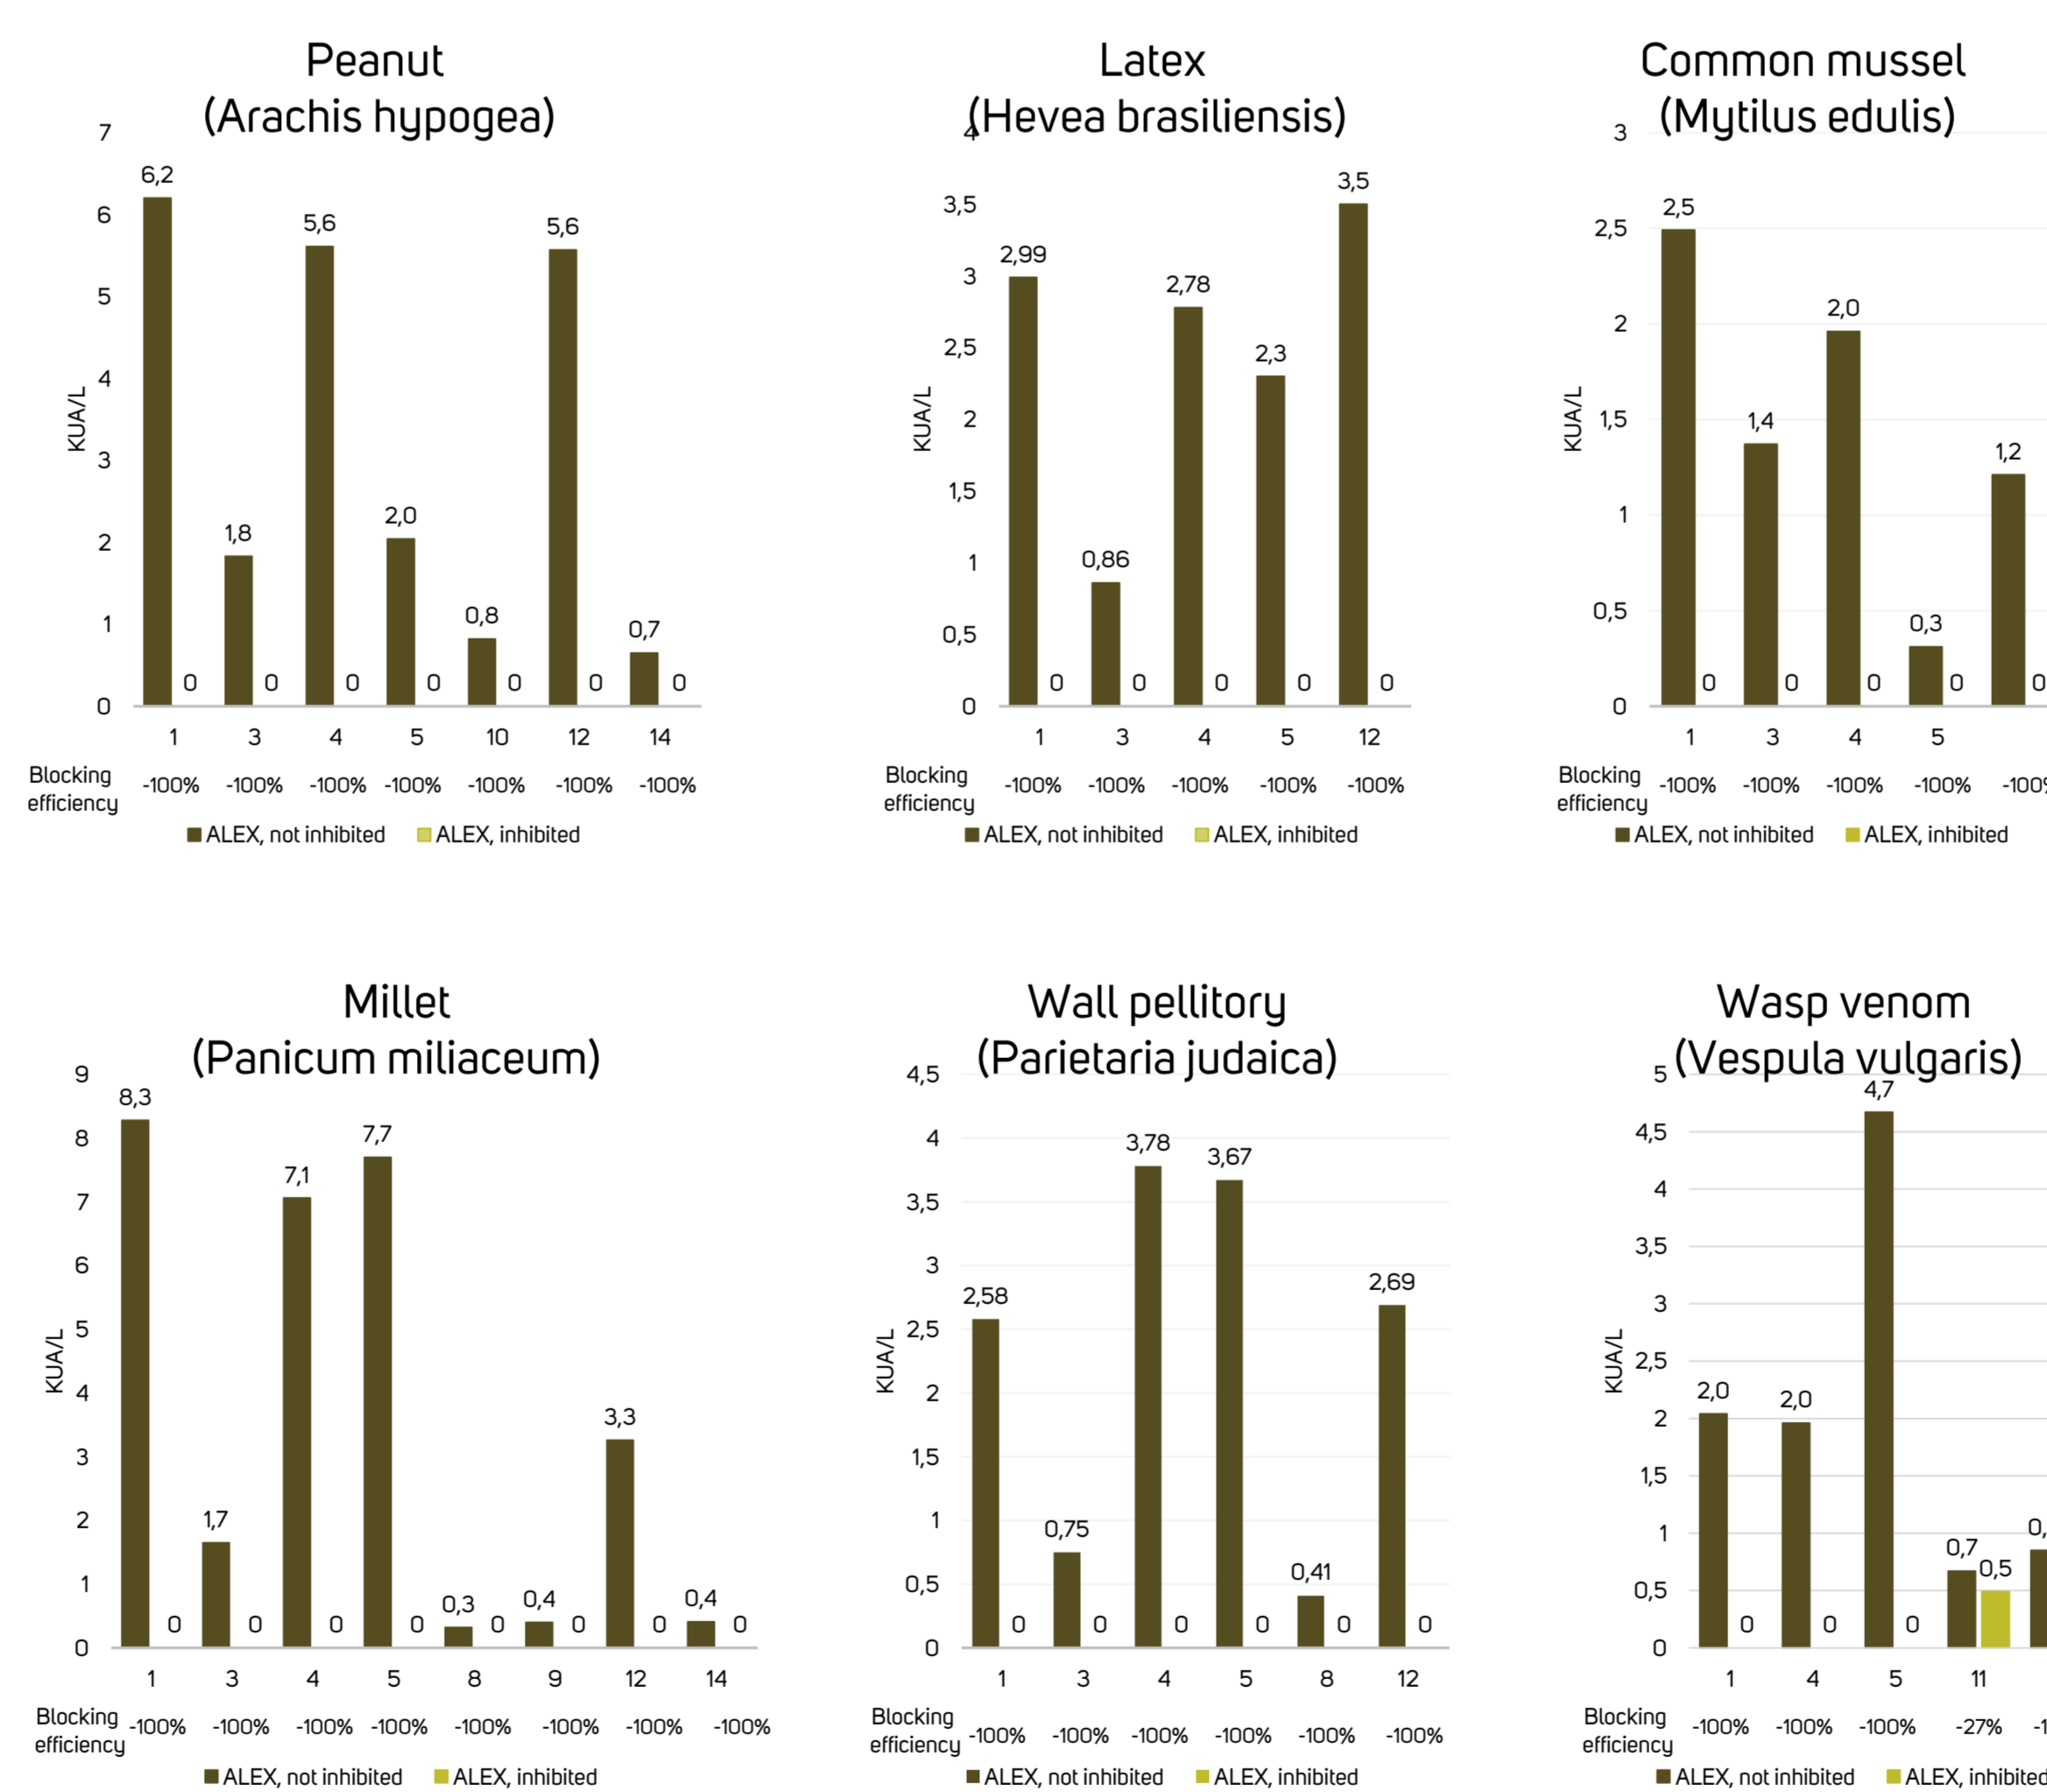 Peanut
(Arachis hypogea)
7
6
5
4
3
2
1
0
KUA/L
6,2
0
1,8
0
5,6
0
2,0
0
0,8
0
5,6
0
0,7
0
1 3 4 5 10 12 14
Blocking
efficiency
-100% -100% -100% -100% -100% -100% -100%
ALEX, not inhibited ALEX, inhibited
Latex
(Hevea brasiliensis)
4
3,5
3
2,5
2
1,5
1
0,5
0
KUA/L
2,99
0
0,86
0
2,78
0
2,3
0
3,5
0
1 3 4 5 12
Blocking
efficiency
-100% -100% -100% -100% -100%
ALEX, not inhibited ALEX, inhibited
Common mussel
(Mytilus edulis)
3
2,5
2
1,5
1
0,5
0
KUA/L
2,5
0
1,4
0
2,0
0
0,3
0
1,2
0
1 3 4 5
Blocking
efficiency
-100% -100% -100% -100% -100%
ALEX, not inhibited ALEX, inhibited
Millet
(Panicum miliaceum)
9
8
7
6
5
4
3
2
1
0
KUA/L
8,3
0
1,7
0
7,1
0
7,7
0
0,3
0
0,4
0
3,3
0
0,4
0
1 3 4 5 8 9 12 14
Blocking
efficiency
-100% -100% -100% -100% -100% -100% -100% -100%
ALEX, not inhibited ALEX, inhibited
Wall pellitory
(Parietaria judaica)
4,5
4
3,5
3
2,5
2
1,5
1
0,5
0
KUA/L
2,58
0
0,75
0
3,78
0
3,67
0
0,41
0
2,69
0
1 3 4 5 8 12
Blocking
efficiency
-100% -100% -100% -100% -100% -100%
ALEX, not inhibited ALEX, inhibited
Wasp venom
(Vespula vulgaris)
5
4,5
4
3,5
3
2,5
2
1,5
1
0,5
0
KUA/L
2,0
0
2,0
0
4,7
0
0,7
0,5
1 4 5 11
Blocking
efficiency
-100% -100% -100% -27%
ALEX, not inhibited ALEX, inhibited